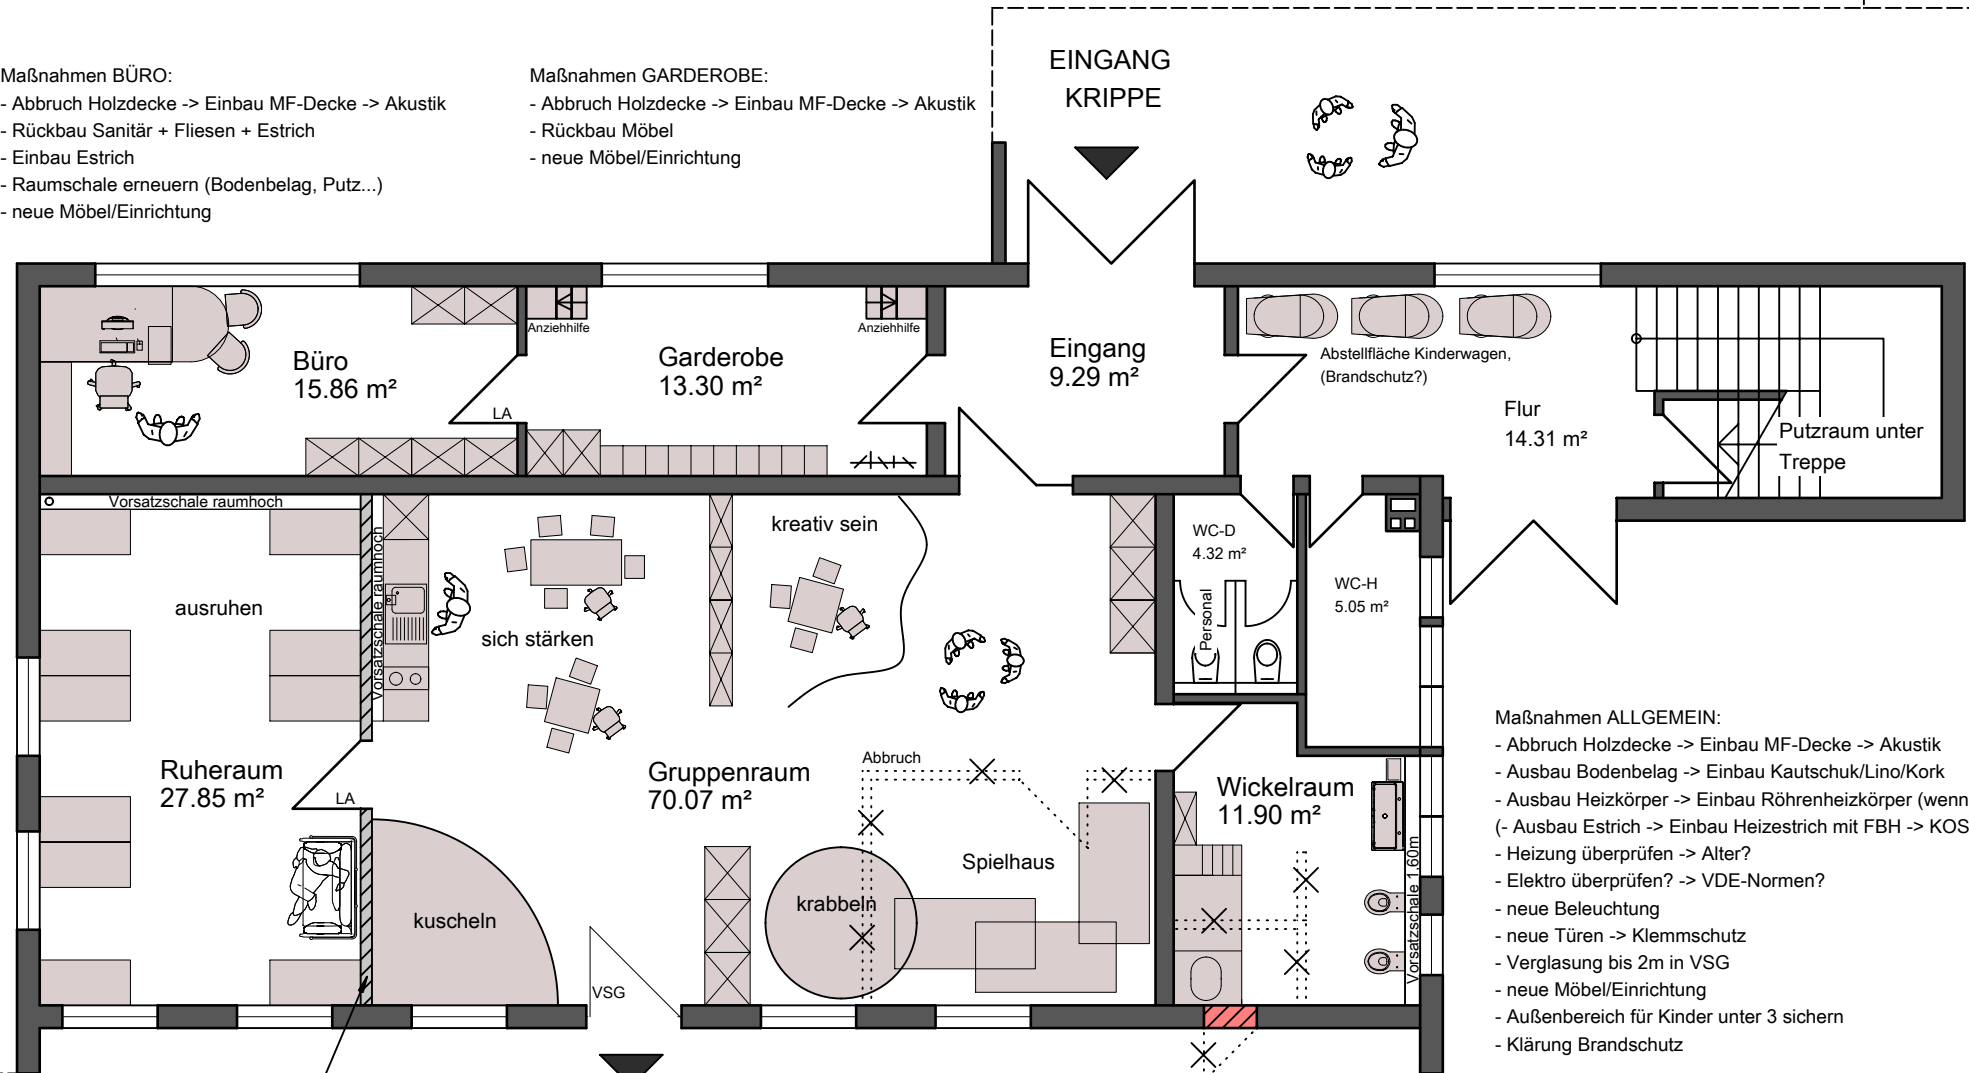 EINGANG
KRIPPE
Maßnahmen BÜRO:
- Abbruch Holzdecke -> Einbau MF-Decke -> Akustik
- Rückbau Sanitär + Fliesen + Estrich
- Einbau Estrich
- Raumschale erneuern (Bodenbelag, Putz...)
- neue Möbel/Einrichtung
Maßnahmen GARDEROBE:
- Abbruch Holzdecke -> Einbau MF-Decke -> Akustik
- Rückbau Möbel
- neue Möbel/Einrichtung
Anziehhilfe
Anziehhilfe
Büro
15.86 m²
LA
Garderobe
13.30 m²
Eingang
9.29 m²
Abstellfläche Kinderwagen,
(Brandschutz?)
Flur
14.31 m²
Putzraum unter
Treppe
Vorsatzschale raumhoch
Vorsatzschale raumhoch
ausruhen
sich stärken
kreativ sein
WC-D
4.32 m²
Personal
WC-H
5.05 m²
Ruheraum
27.85 m²
LA
Gruppenraum
70.07 m²
Abbruch
Wickelraum
11.90 m²
Vorsatzschale 1.60m
Spielhaus
krabbeln
kuscheln
VSG
Maßnahmen ALLGEMEIN:
- Abbruch Holzdecke -> Einbau MF-Decke -> Akustik
- Ausbau Bodenbelag -> Einbau Kautschuk/Lino/Kork
- Ausbau Heizkörper -> Einbau Röhrenheizkörper (wenn
(- Ausbau Estrich -> Einbau Heizestrich mit FBH -> KOS
- Heizung überprüfen -> Alter?
- Elektro überprüfen? -> VDE-Normen?
- neue Beleuchtung
- neue Türen -> Klemmschutz
- Verglasung bis 2m in VSG
- neue Möbel/Einrichtung
- Außenbereich für Kinder unter 3 sichern
- Klärung Brandschutz